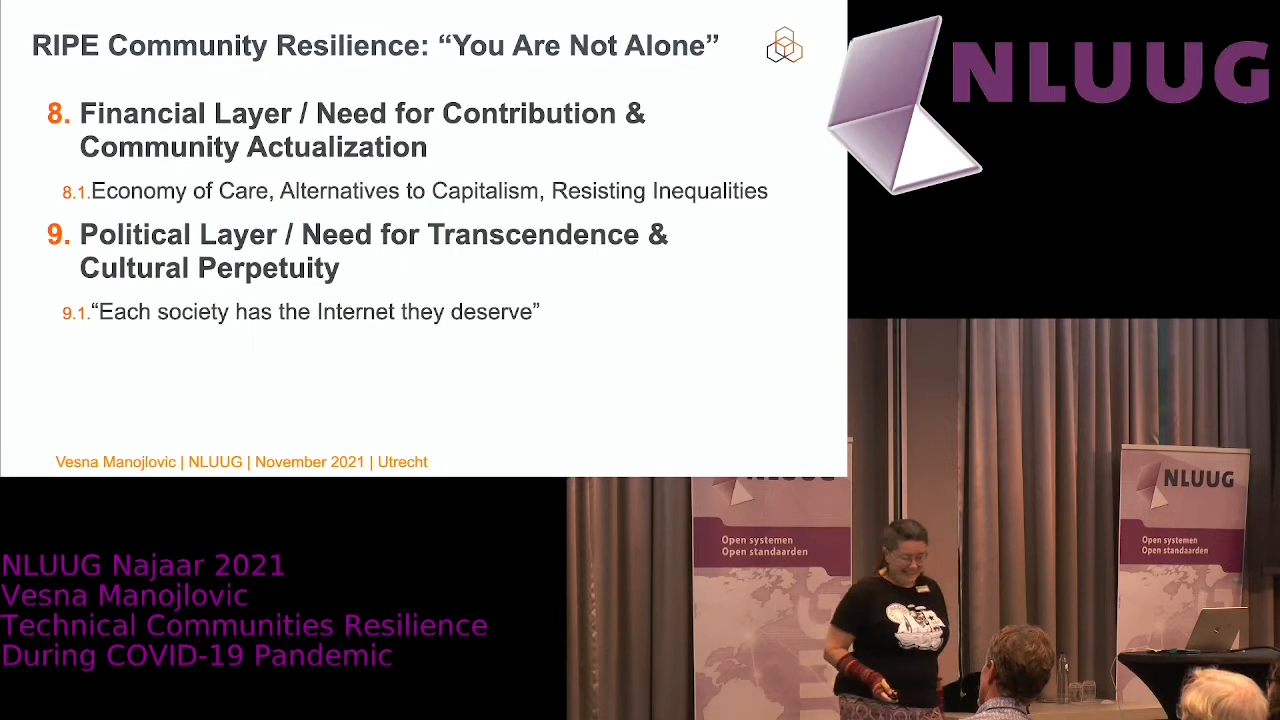 RIPE Community Resilience: “You Are Not Alone”
8. Financial Layer / Need for Contribution &
Community Actualization
8.1.Economy of Care, Alternatives to Capitalism, Resisting Inequalities
9. Political Layer / Need for Transcendence &
Cultural Perpetuity
9.1.“Each society has the Internet they deserve”
Vesna Manojlovic | NLUUG | November 2021 | Utrecht
NLUUG
NLUUG Najaar 2021
Vesna Manojlovic
Technical Communities Resilience
During COVID-19 Pandemic
NLUUG
Open systemen
Open standaarden
NLUUG
Open systemen
Open standaarden